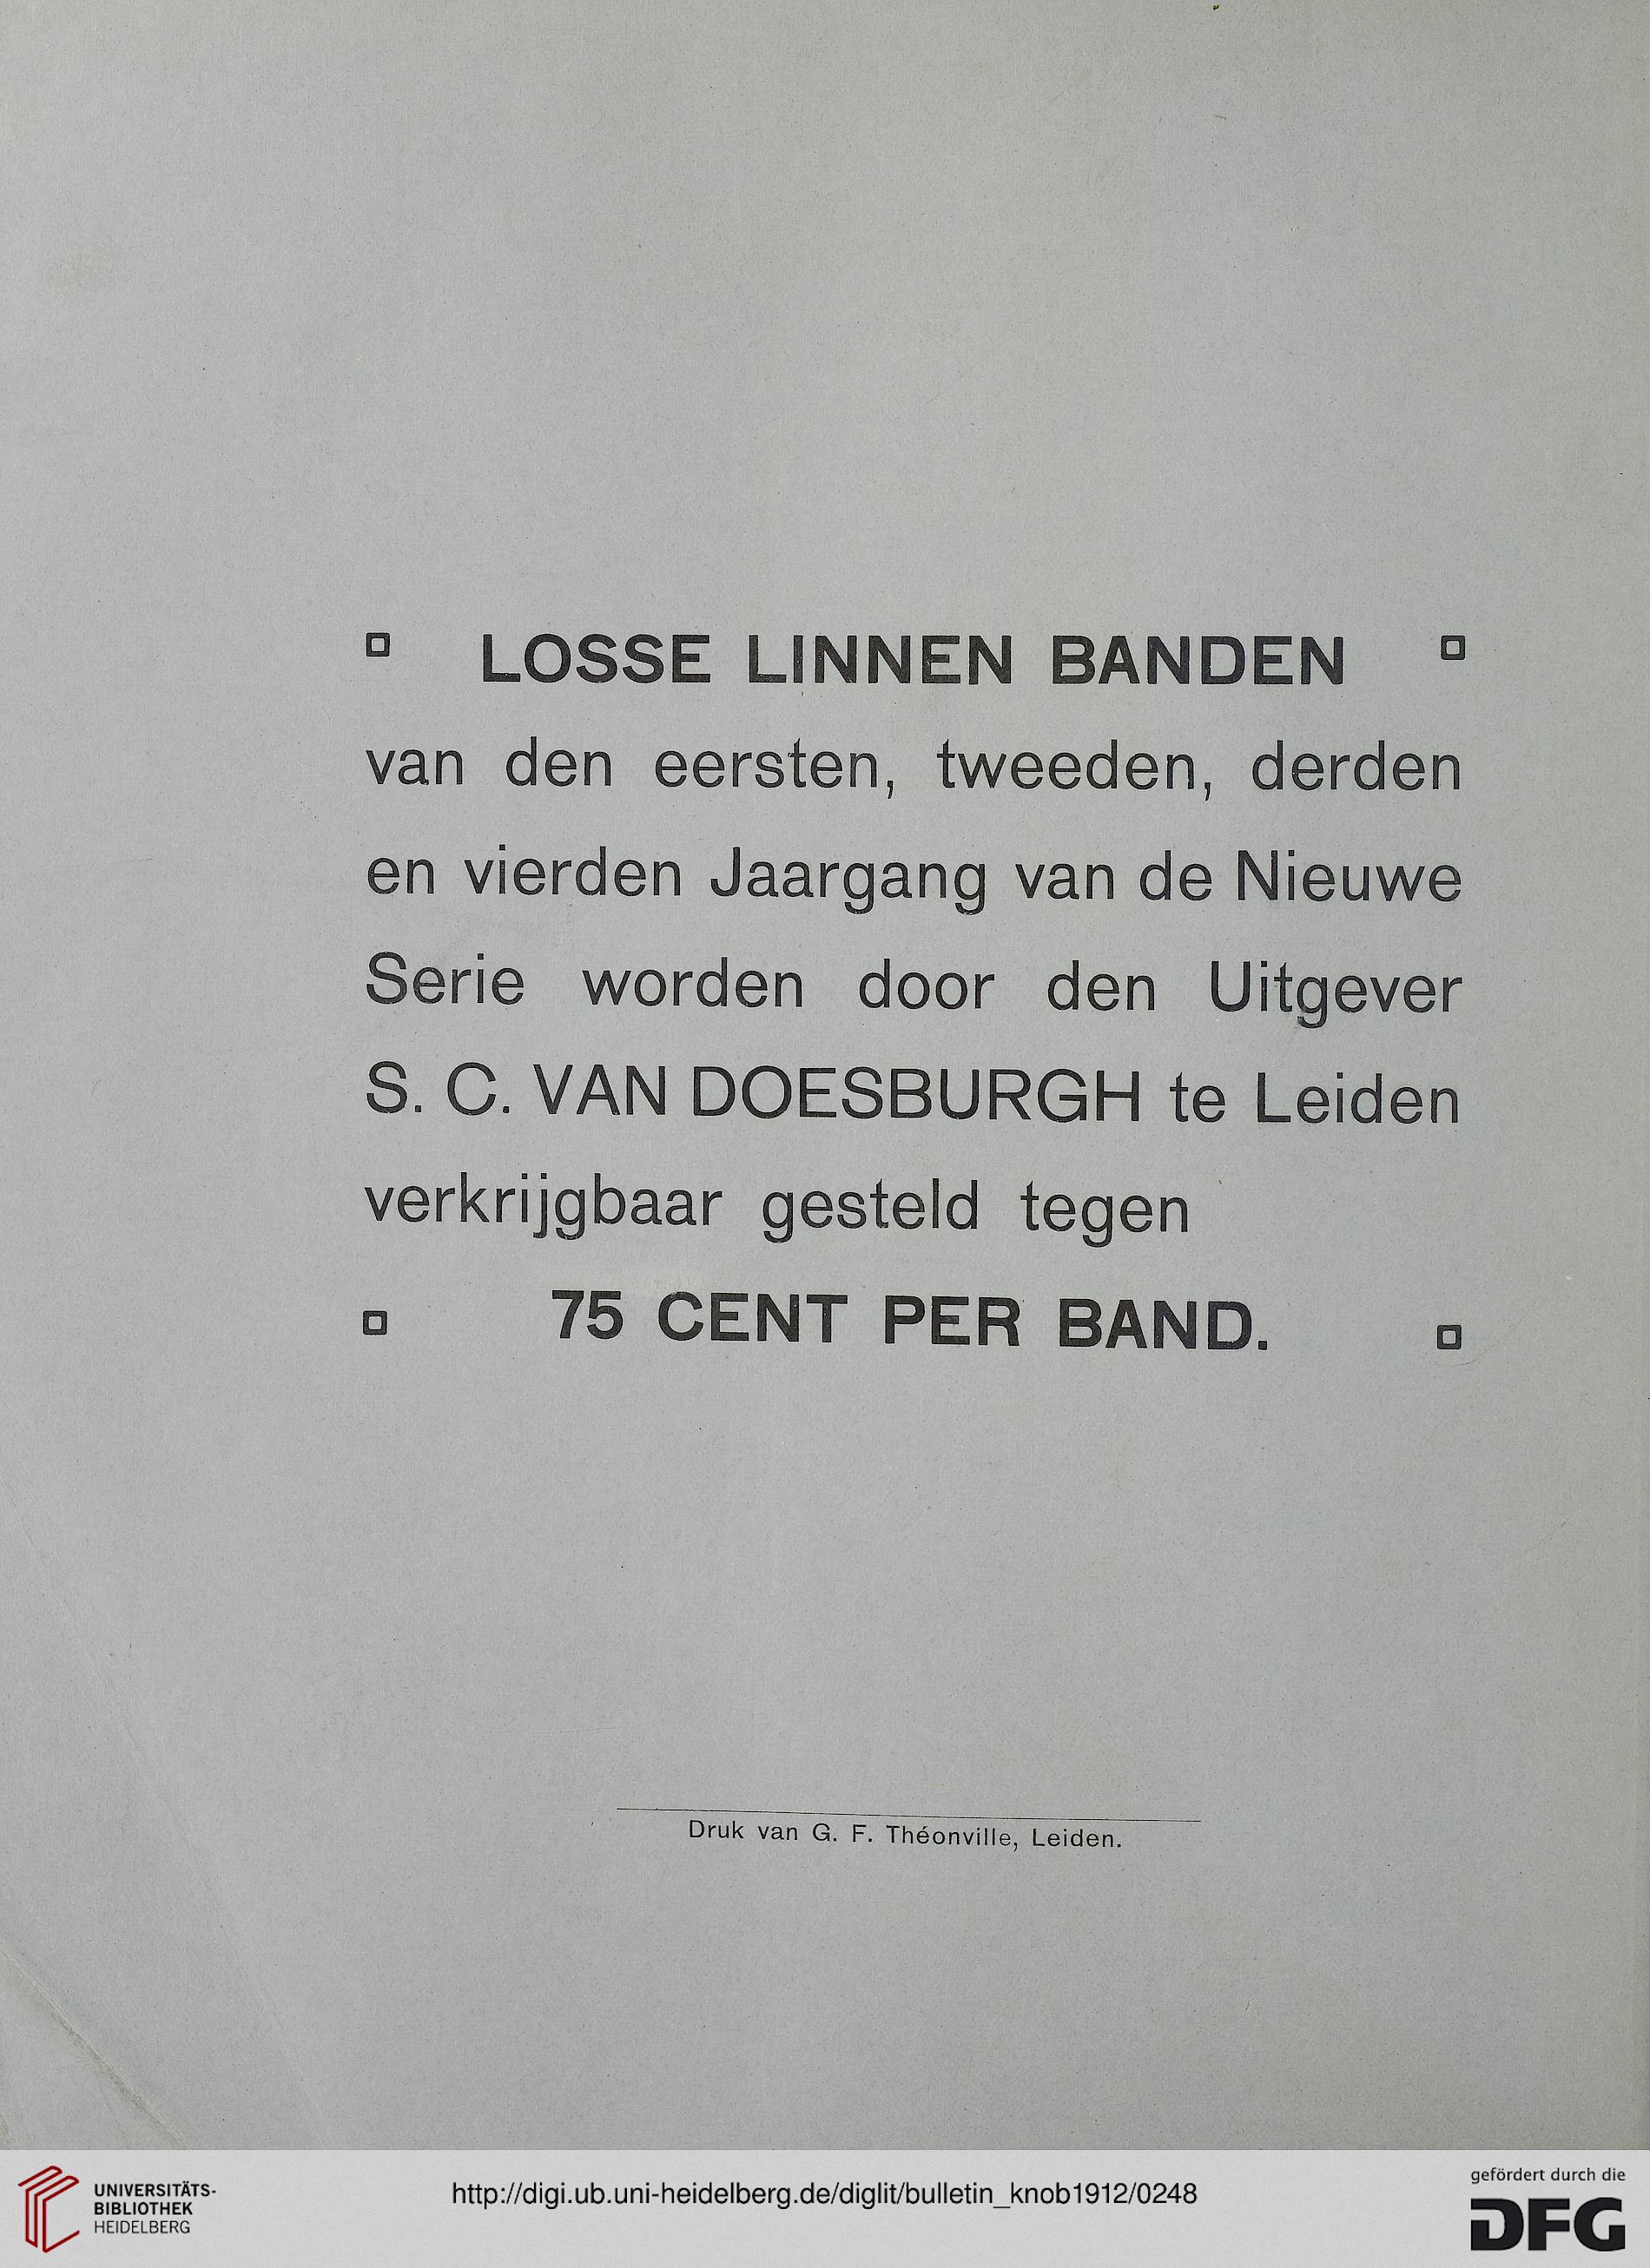 LOSSE LINNEN BANDEN
van den eersten, tweeden, derden
en vierden Jaargang van de Nieuwe
Serie worden door den Uitgever
S. C. VAN DOESBURGH te Leiden
verkrijgbaar gesteld tegen
75 CENT PER BAND.
Druk van G. F. Théonville, Leiden.
UNIVERSITÄTS-
BIBLIOTHEK
HEIDELBERG
http://digi.ub.uni-heidelberg.de/diglit/bulletin_knob1912/0248
gefördert durch die
DFG